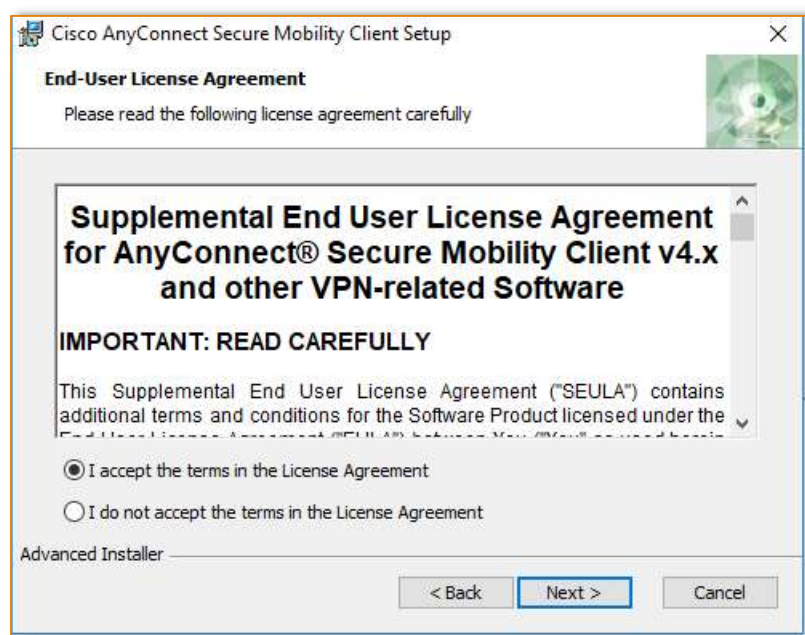 Cisco AnyConnect Secure Mobility Client Setup
End-User License Agreement
Please read the following license agreement carefully
Supplemental End User License Agreement
for AnyConnect® Secure Mobility Client v4.x
and other VPN-related Software
IMPORTANT: READ CAREFULLY
This Supplemental End User License Agreement ("SEULA") contains
additional terms and conditions for the Software Product licensed under the
I accept the terms in the License Agreement
I do not accept the terms in the License Agreement
Advanced Installer
< Back Next > Cancel